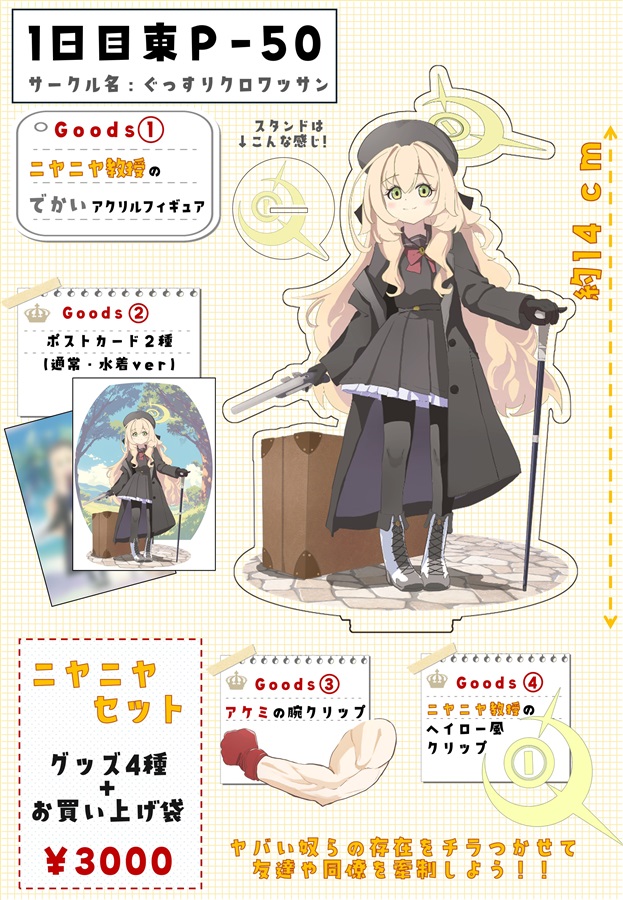 1日目東P-50
サークル名：ぐっすりクロワッサン
Goods①
ニヤニヤ教授の
でかいアクリルフィギュア
スタンドは
↓こんな感じ！
約14cm
Goods②
ポストカード２種
(通常・水着ver)
ニヤニヤ
セット
グッズ4種
+
お買い上げ袋
￥3000
Goods③
アケミの腕クリップ
Goods④
ニヤニヤ教授の
ヘイロー風
クリップ
ヤバい奴らの存在をチラつかせて
友達や同僚を牽制しよう！！